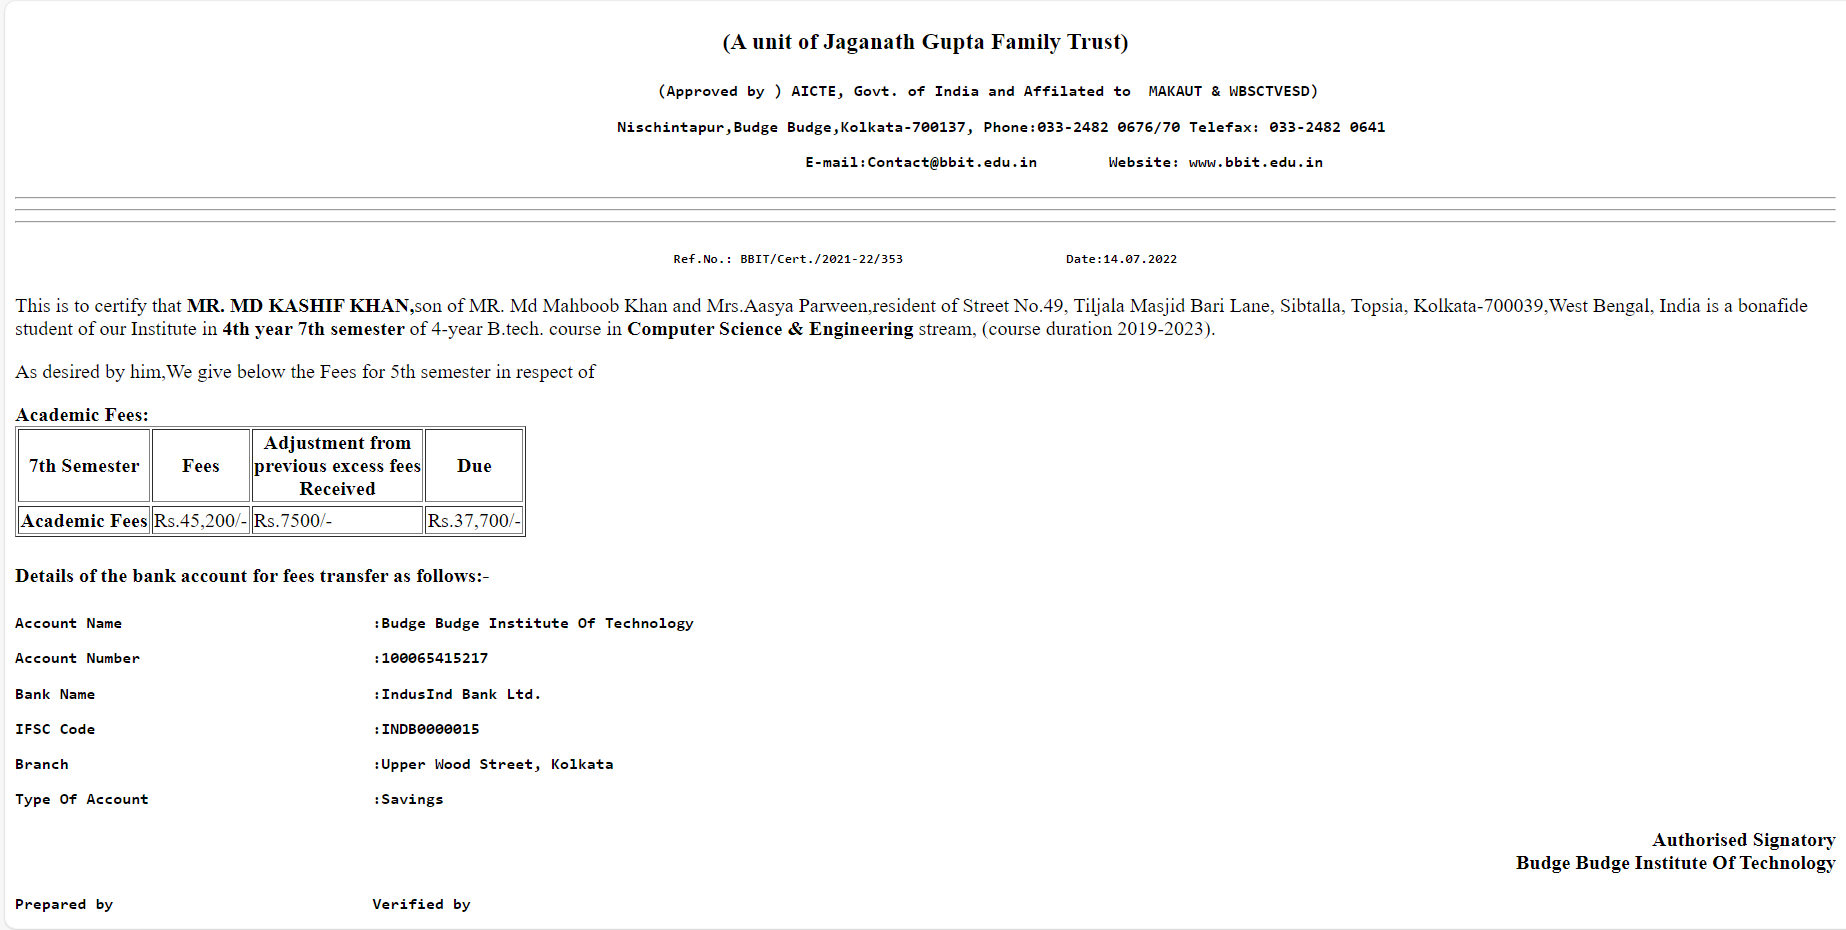 (A unit of Jaganath Gupta Family Trust)
(Approved by ) AICTE, Govt. of India and Affilated to  MAKAUT & WBSCTVESD)
Nischintapur,Budge Budge,Kolkata-700137, Phone:033-2482 0676/70 Telefax: 033-2482 0641
E-mail:Contact@bbit.edu.in        Website: www.bbit.edu.in
Ref.No.: BBIT/Cert./2021-22/353        Date:14.07.2022
This is to certify that MR. MD KASHIF KHAN,son of MR. Md Mahboob Khan and Mrs.Aasya Parween,resident of Street No.49, Tiljala Masjid Bari Lane, Sibtalla, Topsia, Kolkata-700039,West Bengal, India is a bonafide
student of our Institute in 4th year 7th semester of 4-year B.tech. course in Computer Science & Engineering stream, (course duration 2019-2023).
As desired by him,We give below the Fees for 5th semester in respect of
Academic Fees:
7th Semester Fees Adjustment from previous excess fees Received Due
Academic Fees Rs.45,200/- Rs.7500/- Rs.37,700/-
Details of the bank account for fees transfer as follows:-
Account Name :Budge Budge Institute Of Technology
Account Number :100065415217
Bank Name :IndusInd Bank Ltd.
IFSC Code :INDB0000015
Branch :Upper Wood Street, Kolkata
Type Of Account :Savings
Authorised Signatory
Budge Budge Institute Of Technology
Prepared by Verified by